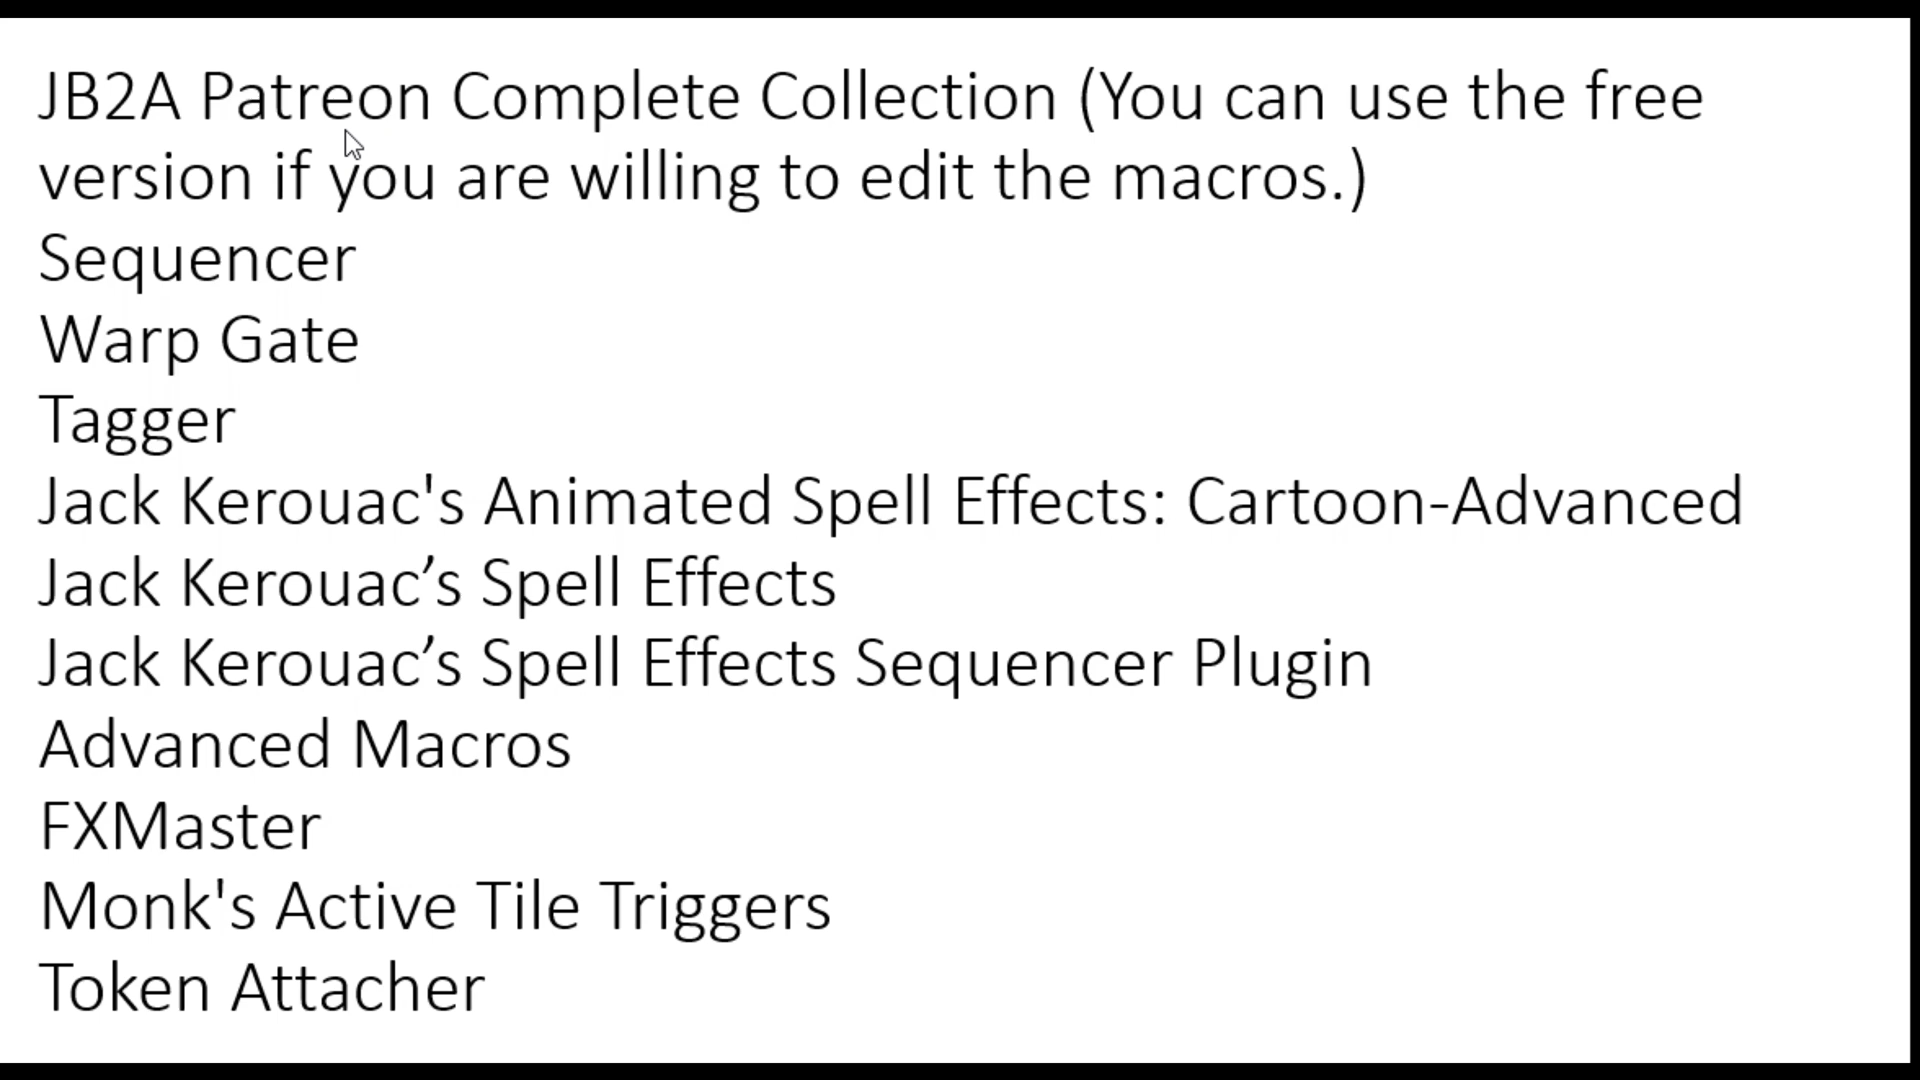 JB2A Patreon Complete Collection (You can use the free
version if you are willing to edit the macros.)
Sequencer
Warp Gate
Tagger
Jack Kerouac's Animated Spell Effects: Cartoon-Advanced
Jack Kerouac’s Spell Effects
Jack Kerouac’s Spell Effects Sequencer Plugin
Advanced Macros
FXMaster
Monk's Active Tile Triggers
Token Attacher